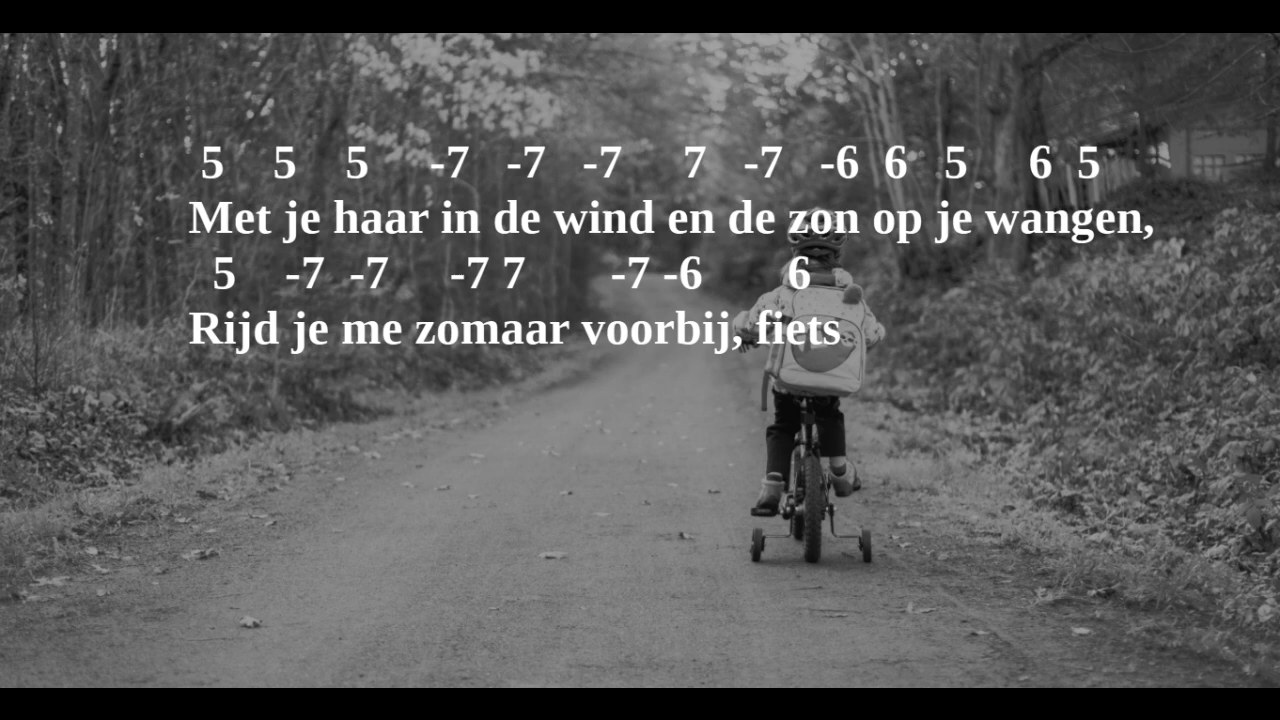 5 5 5 -7 -7 -7 7 -7 -6 6 5 6 5
Met je haar in de wind en de zon op je wangen,
5 -7 -7 -7 7 -7 -6 6
Rijd je me zomaar voorbij, fiets